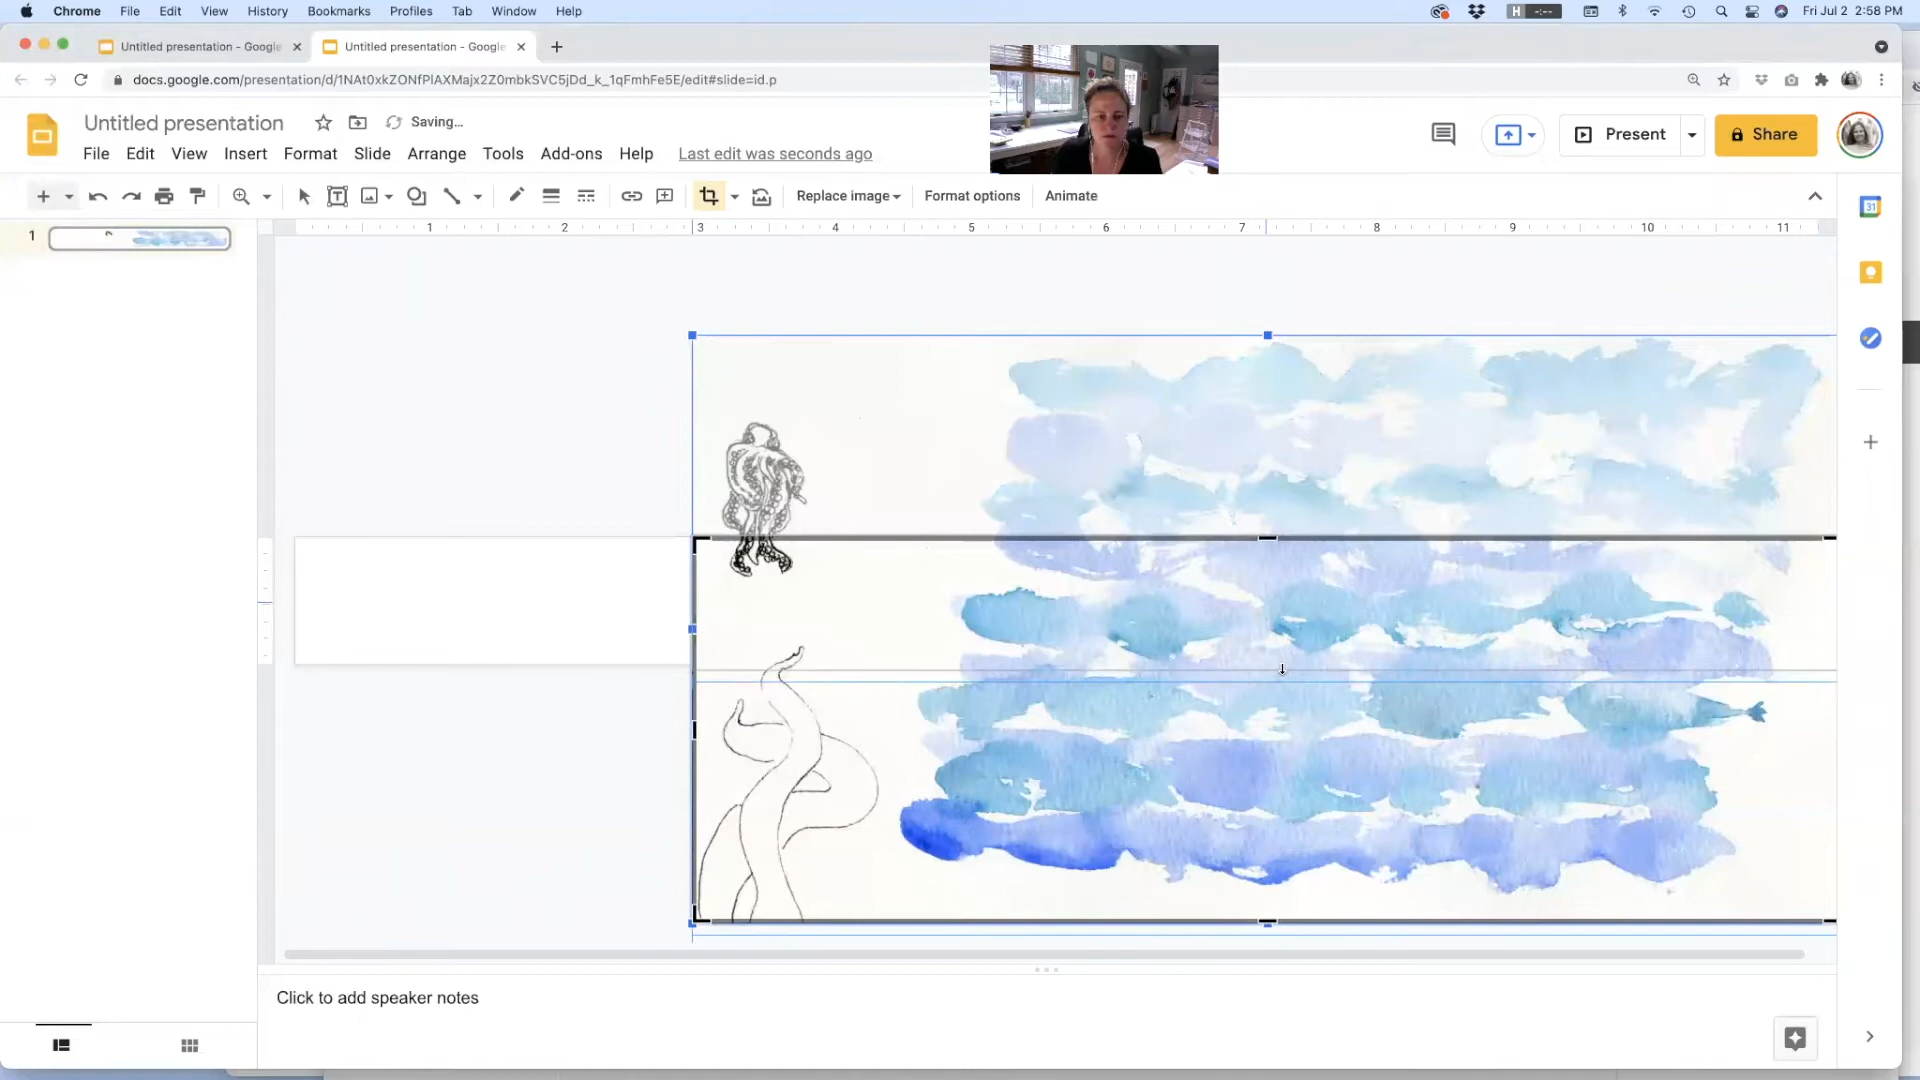 Chrome File Edit View History Bookmarks Profiles Tab Window Help
H -:-- Fri Jul 2 2:58 PM
Untitled presentation - Google Untitled presentation - Google
docs.google.com/presentation/d/1NAt0xkZONfPlAXMajx2Z0mbkSVC5jDd_k_1qFmhFe5E/edit#slide=id.p
Untitled presentation Saving...
File Edit View Insert Format Slide Arrange Tools Add-ons Help Last edit was seconds ago
Present Share
Replace image Format options Animate
31
1 2 3 4 5 6 7 8 9 10 11
1
Click to add speaker notes